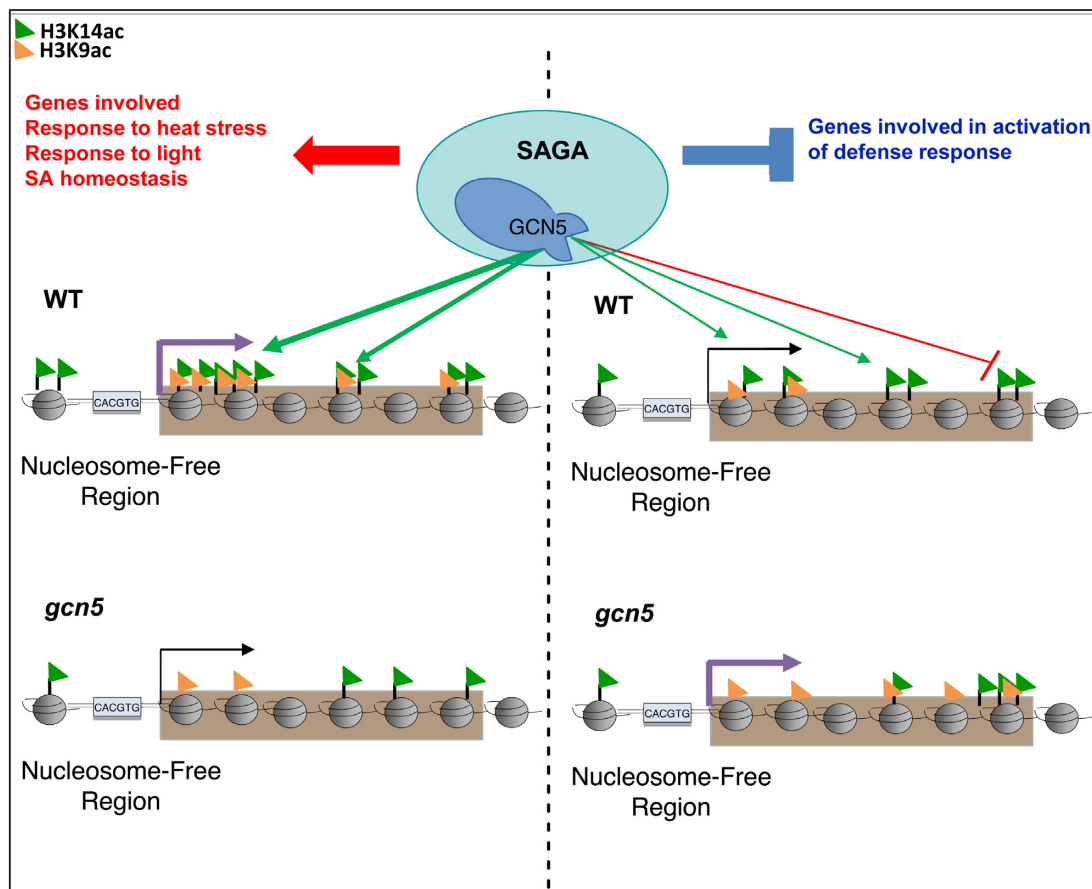 H3K14ac
H3K9ac
Genes involved
Response to heat stress
Response to light
SA homeostasis
SAGA
GCN5
Genes involved in activation
of defense response
WT
CACGTG
Nucleosome-Free
Region
WT
CACGTG
Nucleosome-Free
Region
gcn5
CACGTG
Nucleosome-Free
Region
gcn5
CACGTG
Nucleosome-Free
Region